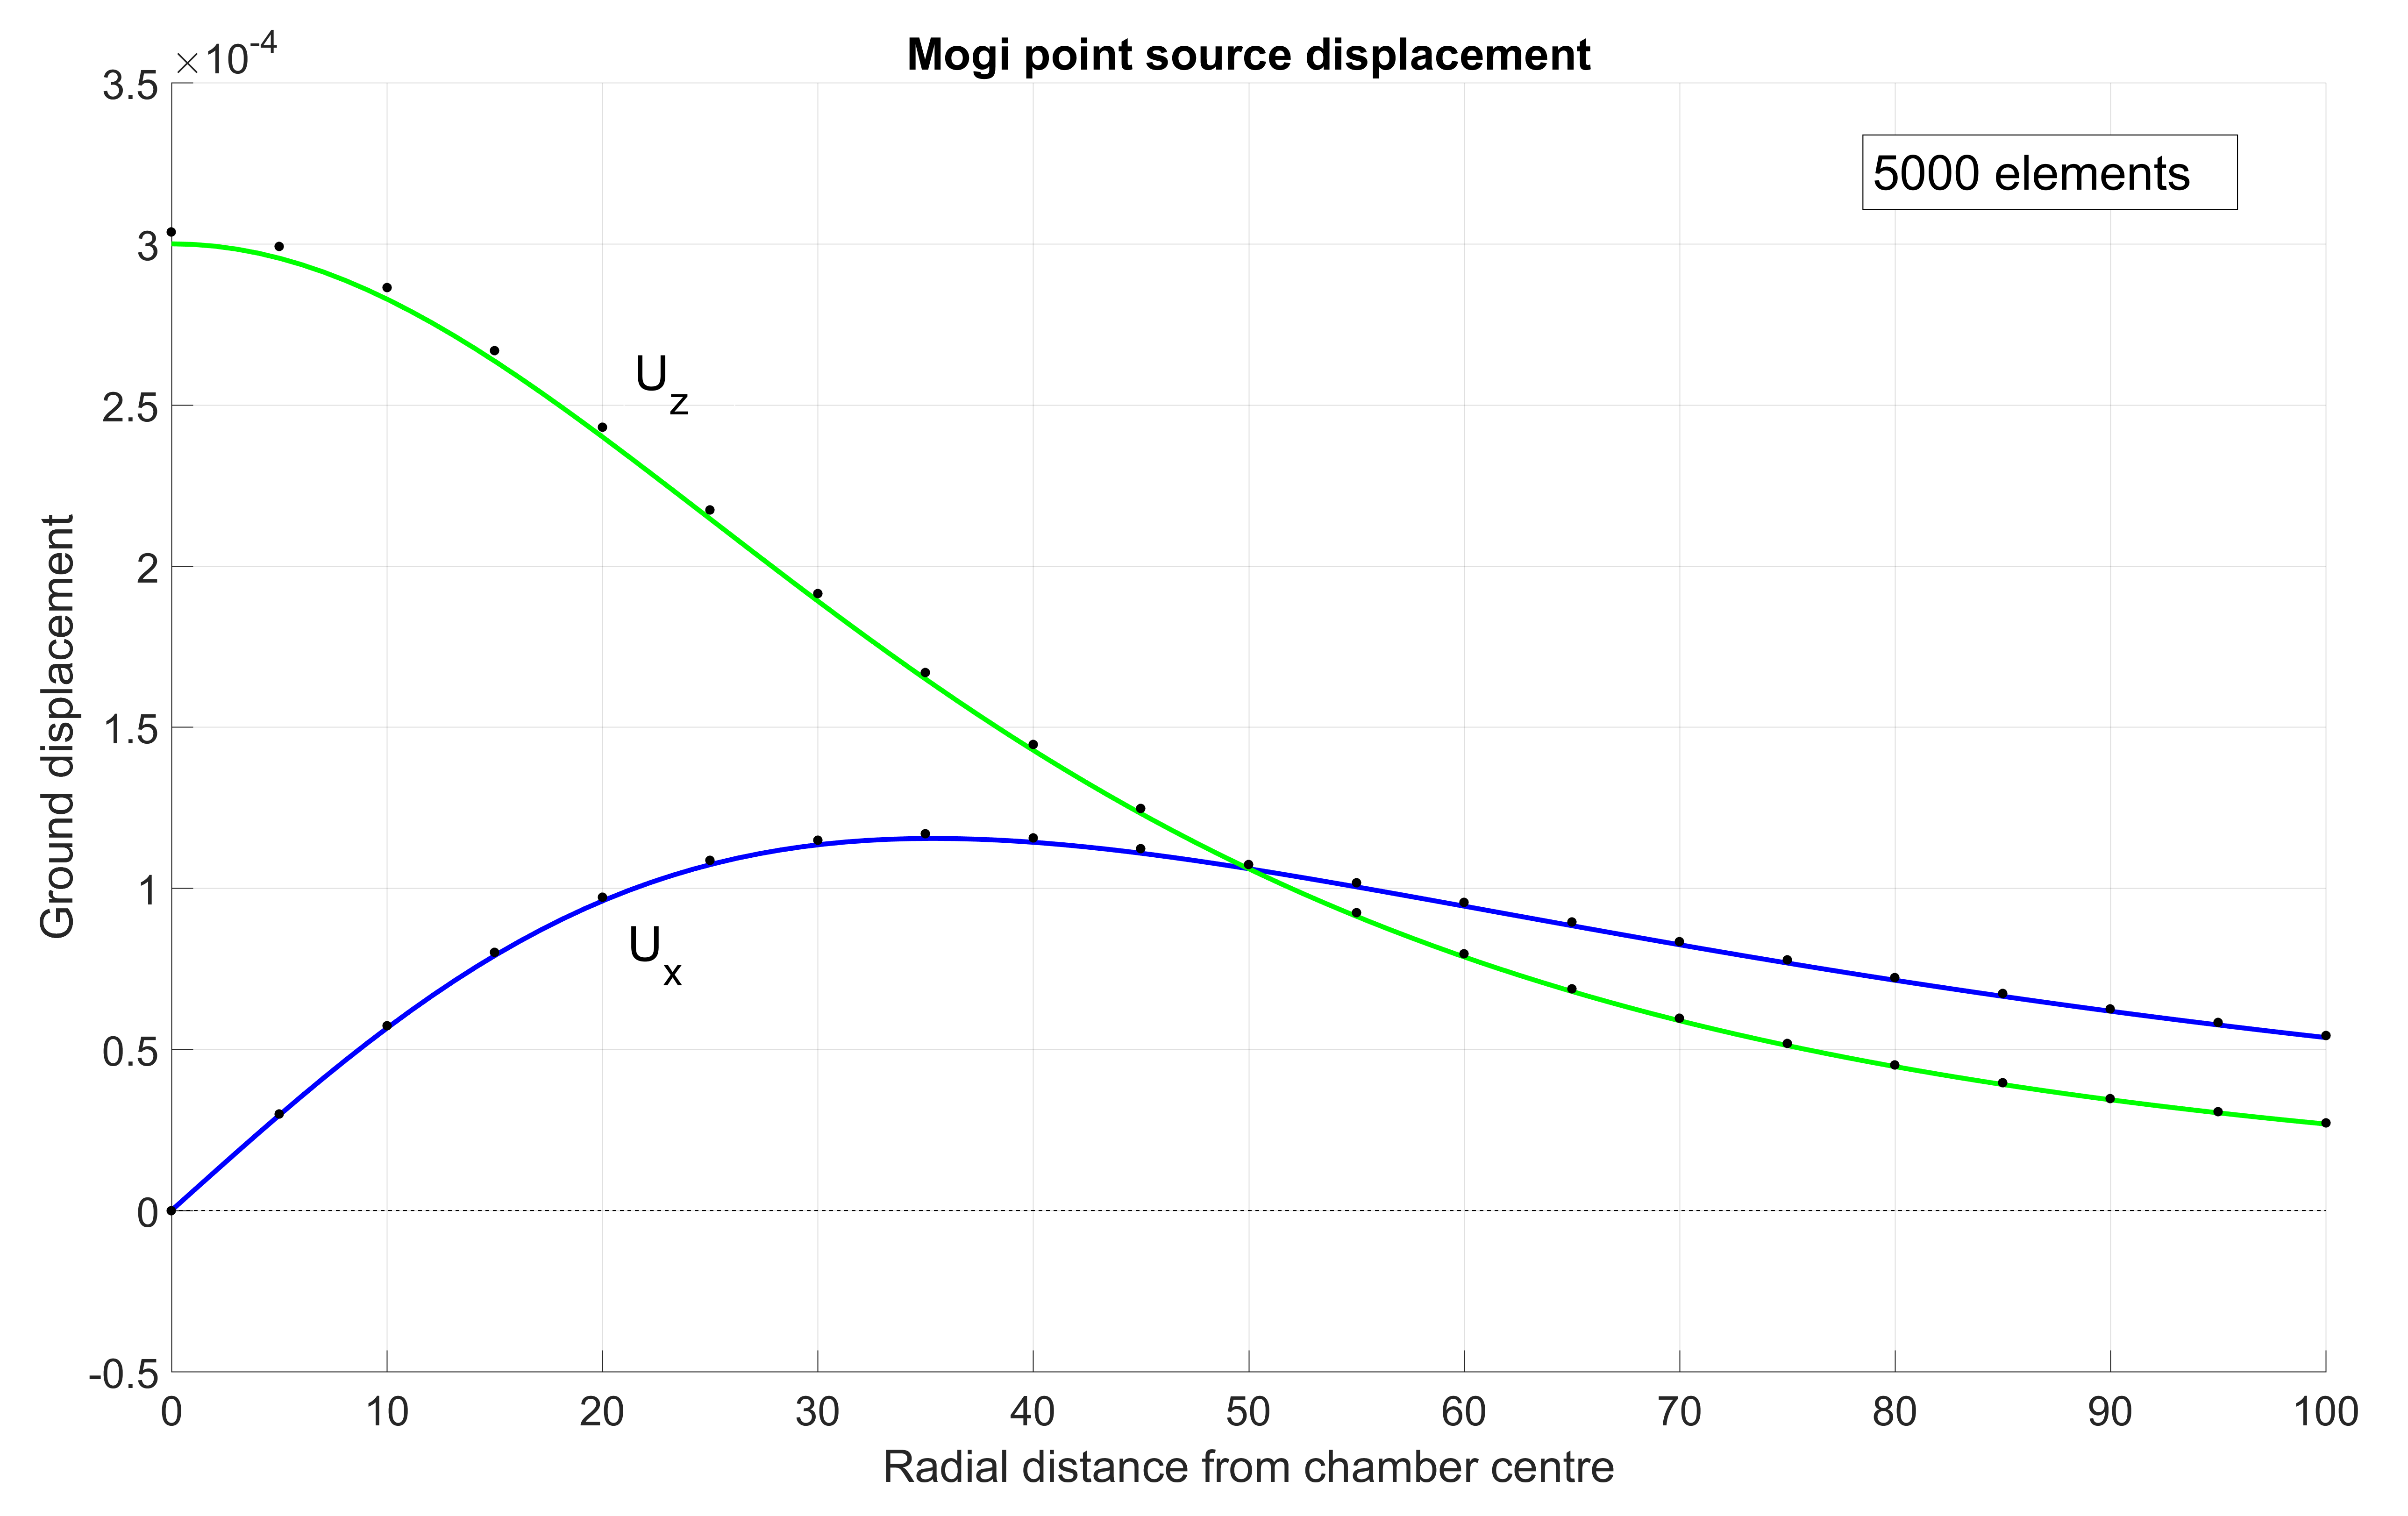 ×10-4
Mogi point source displacement
5000 elements
3.5
3
2.5
2
1.5
1
0.5
0
-0.5
Uz
Ux
Ground displacement
0 10 20 30 40 50 60 70 80 90 100
Radial distance from chamber centre